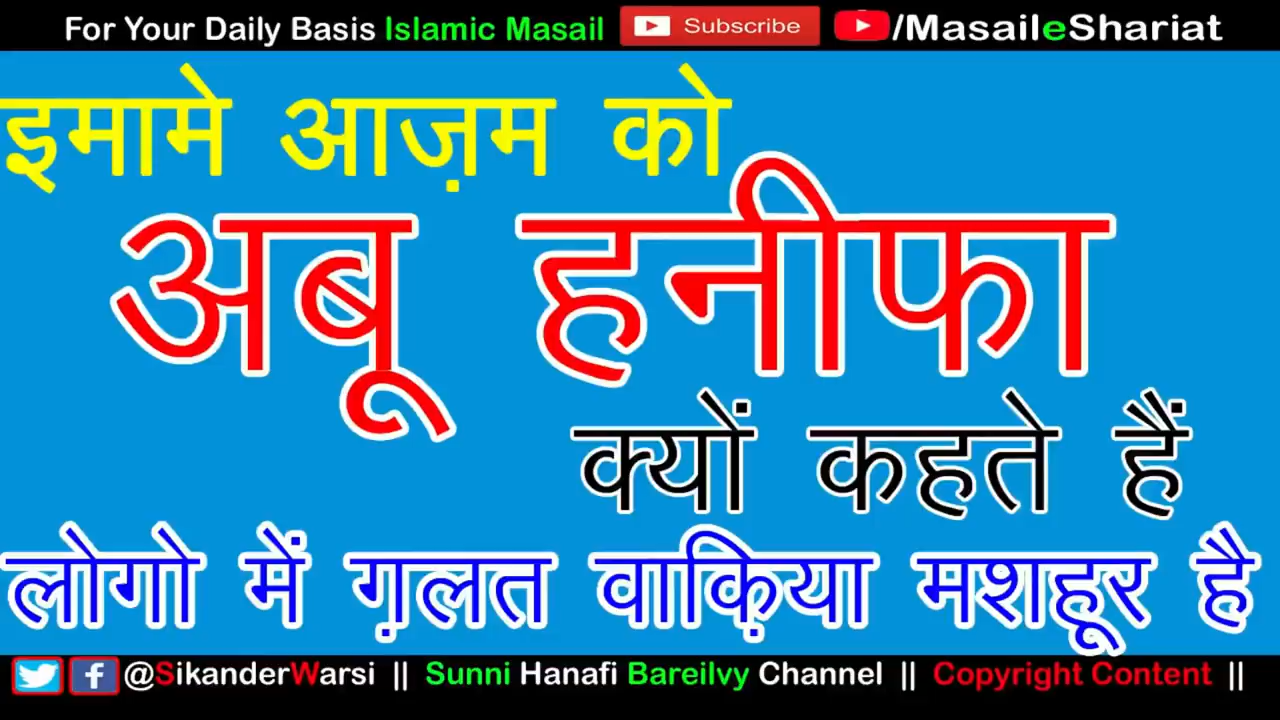 For Your Daily Basis Islamic Masail Subscribe /MasaileShariat
इमामे आज़म को
अबू हनीफा
क्यों कहते हैं
लोगो में ग़लत वाक़िया मशहूर है
@SikanderWarsi || Sunni Hanafi Bareilvy Channel || Copyright Content ||